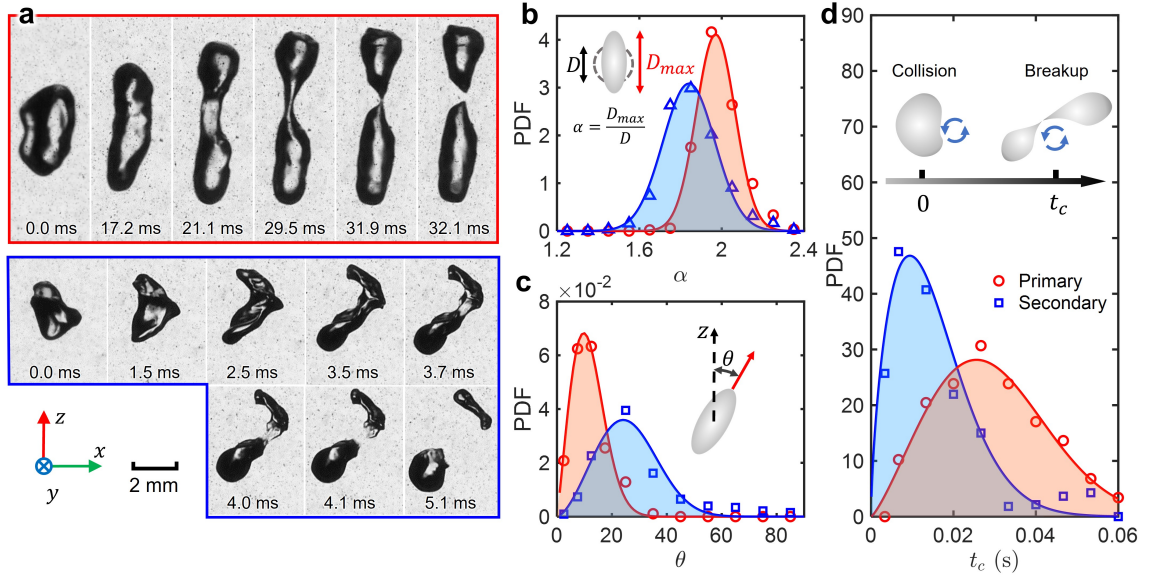 a
0.0 ms
17.2 ms
21.1 ms
29.5 ms
31.9 ms
32.1 ms
0.0 ms
1.5 ms
2.5 ms
3.5 ms
3.7 ms
4.0 ms
4.1 ms
5.1 ms
z
x
y
2 mm
b
PDF
4
3
2
1
0
1.2
1.6
2
2.4
α
D
D_max
α = D_max/D
c
×10⁻²
PDF
8
6
4
2
0
0
20
40
60
80
θ
z
θ
d
PDF
90
80
70
60
50
40
30
20
10
0
0
0.02
0.04
0.06
t_c (s)
Collision
Breakup
0
t_c
Primary
Secondary